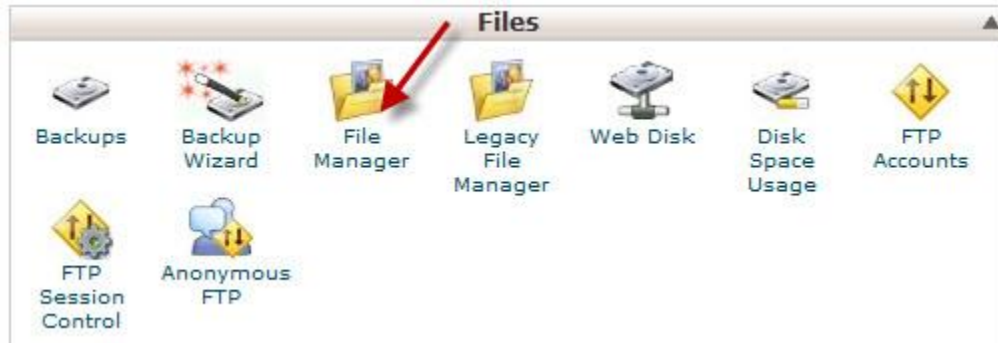 Files
Backups
Backup
Wizard
File
Manager
Legacy
File
Manager
Web Disk
Disk
Space
Usage
FTP
Accounts
FTP
Session
Control
Anonymous
FTP